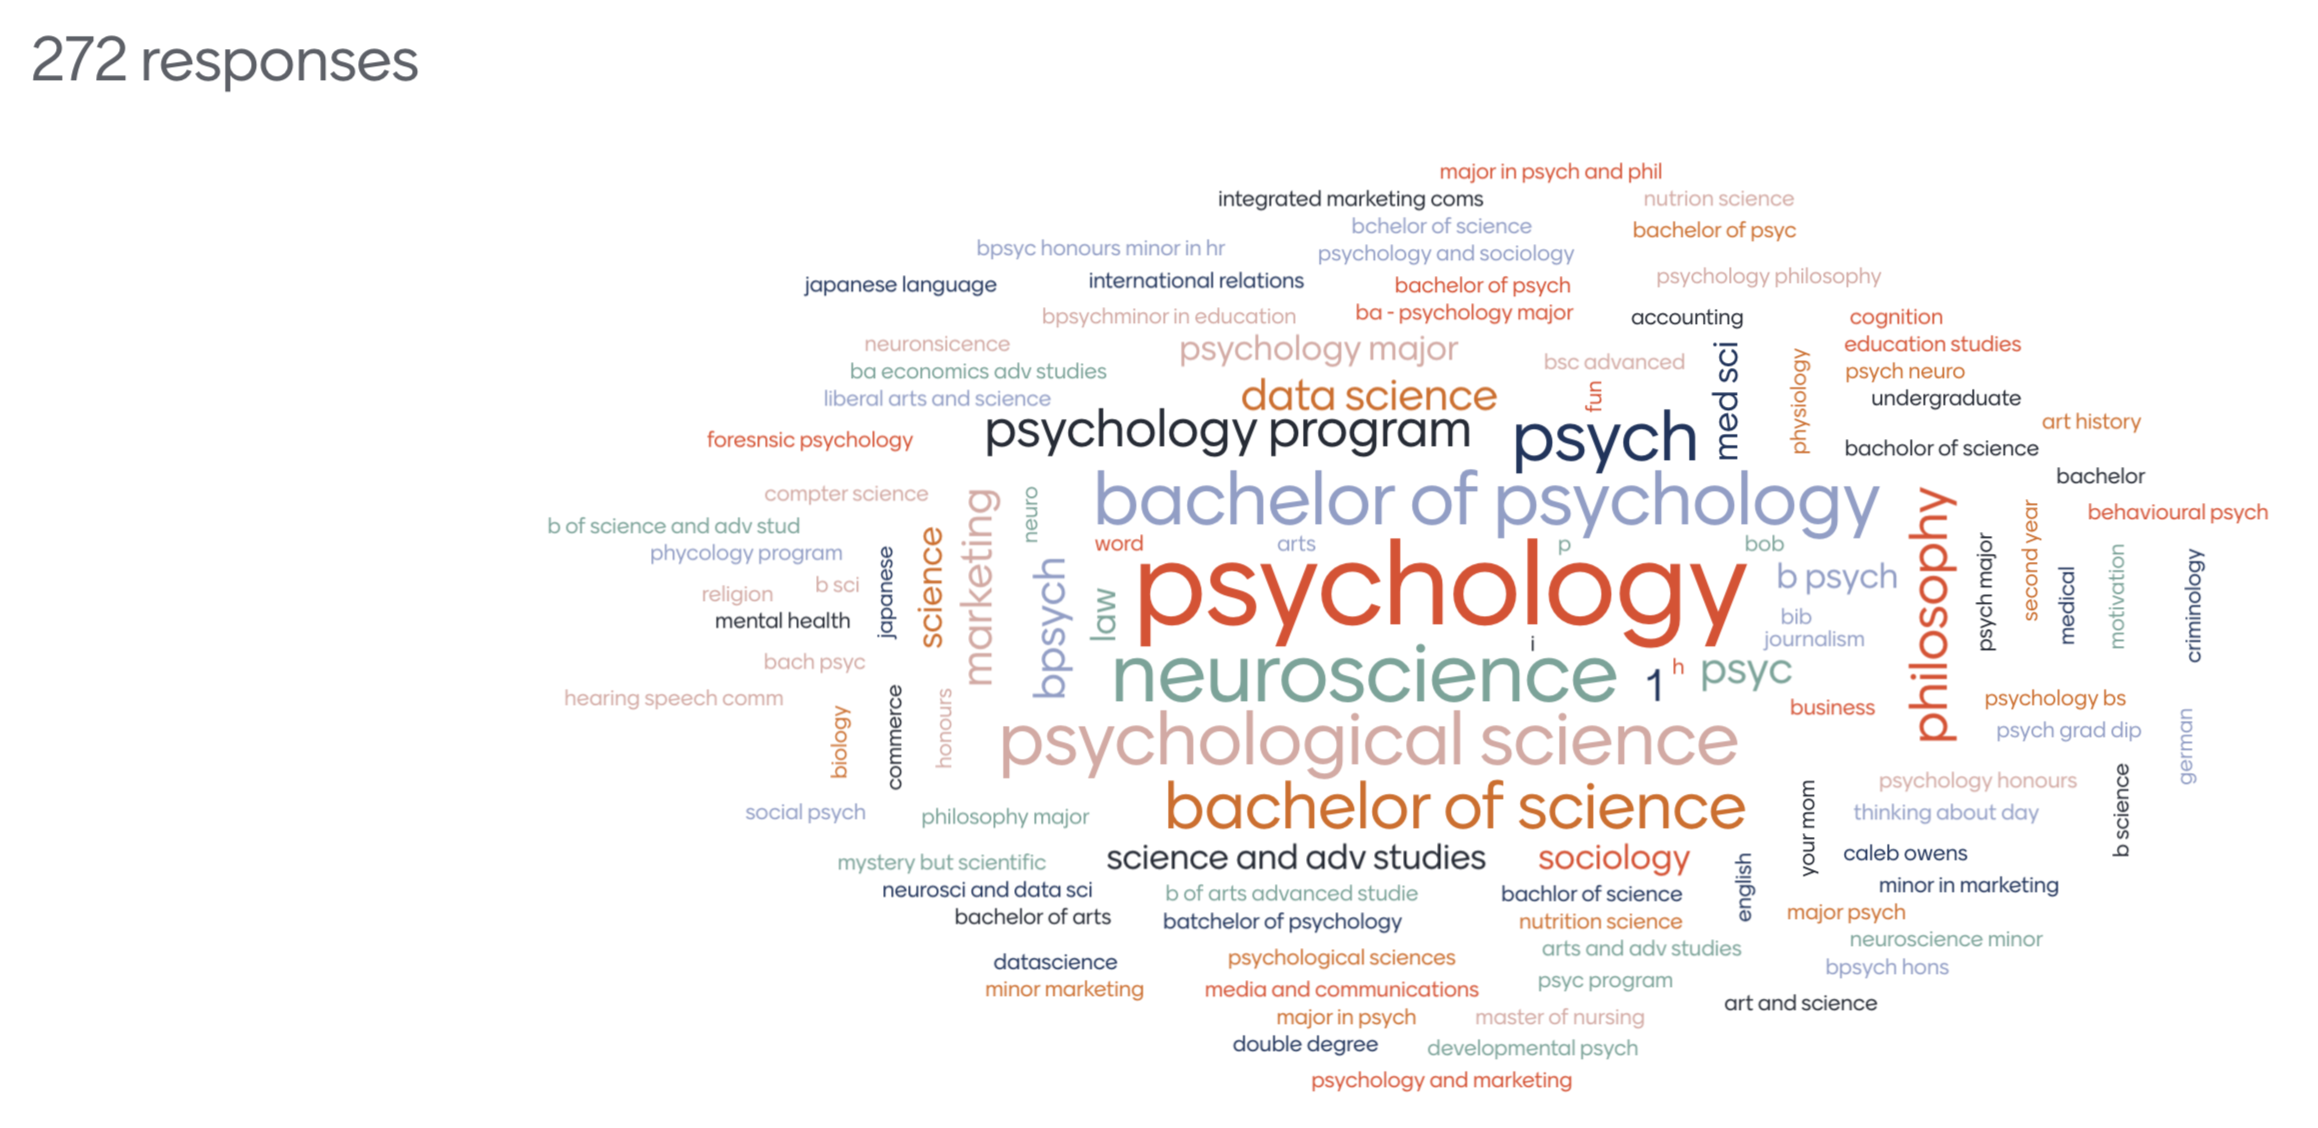 272 responses
major in psych and phil
integrated marketing coms
nutrion science
bchelor of science
bachelor of psyc
bpsyc honours minor in hr
psychology and sociology
japanese language
international relations
bachelor of psych
psychology philosophy
bpsychminor in education
ba - psychology major
accounting
cognition
neuronsicence
psychology major
bsc advanced
med sci
physiology
education studies
ba economics adv studies
psych neuro
liberal arts and science
data science
fun
undergraduate
art history
foresnsic psychology
psychology program
psych
bacholor of science
bachelor
compter science
marketing
neuro
bachelor of psychology
philosophy
second year
behavioural psych
b of science and adv stud
science
word
arts
p
bob
psych major
motivation
criminology
phycology program
japanese
bpsych
law
psychology
b psych
medical
b sci
religion
mental health
bib
journalism
i
bach psyc
neuroscience
1
h
psyc
hearing speech comm
biology
commerce
honours
business
psychology bs
psych grad dip
german
psychological science
psychology honours
b science
social psych
philosophy major
bachelor of science
your mom
thinking about day
mystery but scientific
science and adv studies
sociology
english
caleb owens
neurosci and data sci
b of arts advanced studie
bachlor of science
minor in marketing
bachelor of arts
batchelor of psychology
nutrition science
major psych
arts and adv studies
neuroscience minor
datascience
psychological sciences
bpsych hons
minor marketing
media and communications
psyc program
art and science
major in psych
master of nursing
double degree
developmental psych
psychology and marketing